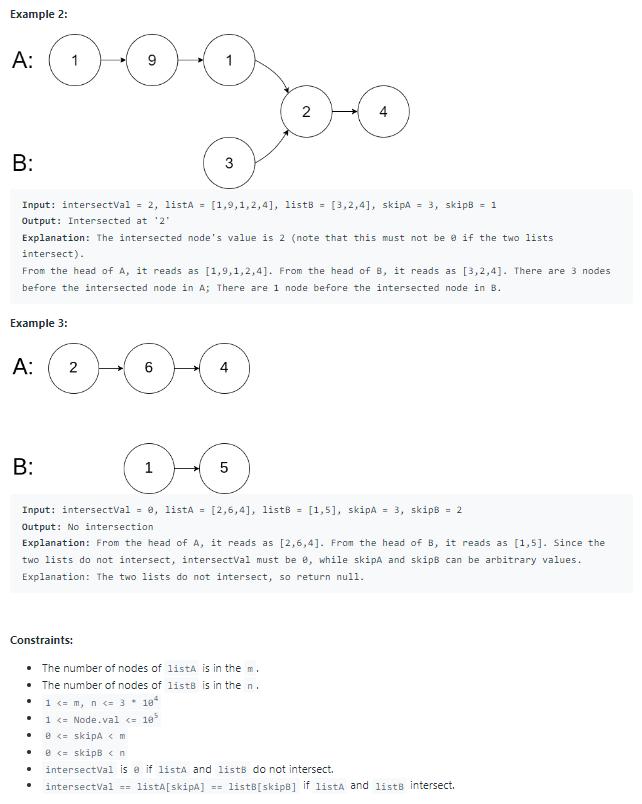 Example 2:
A: 1 9 1
2 4
B: 3
Input: intersectVal = 2, listA = [1,9,1,2,4], listB = [3,2,4], skipA = 3, skipB = 1
Output: Intersected at '2'
Explanation: The intersected node's value is 2 (note that this must not be 0 if the two lists
intersect).
From the head of A, it reads as [1,9,1,2,4]. From the head of B, it reads as [3,2,4]. There are 3 nodes
before the intersected node in A; There are 1 node before the intersected node in B.
Example 3:
A: 2 6 4
B: 1 5
Input: intersectVal = 0, listA = [2,6,4], listB = [1,5], skipA = 3, skipB = 2
Output: No intersection
Explanation: From the head of A, it reads as [2,6,4]. From the head of B, it reads as [1,5]. Since the
two lists do not intersect, intersectVal must be 0, while skipA and skipB can be arbitrary values.
Explanation: The two lists do not intersect, so return null.
Constraints:
• The number of nodes of listA is in the m.
• The number of nodes of listB is in the n.
• 1 <= m, n <= 3 * 10⁴
• 1 <= Node.val <= 10⁵
• 0 <= skipA < m
• 0 <= skipB < n
• intersectVal is 0 if listA and listB do not intersect.
• intersectVal == listA[skipA] == listB[skipB] if listA and listB intersect.